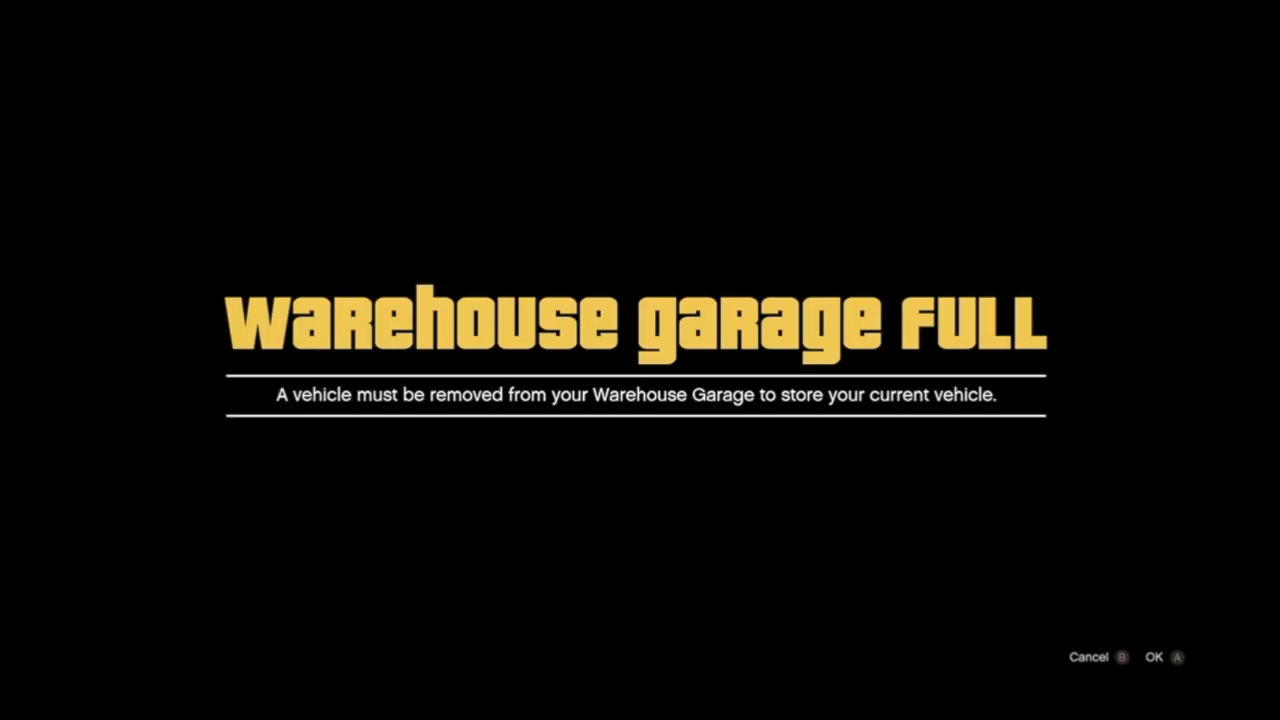 warehouse garage FULL
A vehicle must be removed from your Warehouse Garage to store your current vehicle.
Cancel B OK A